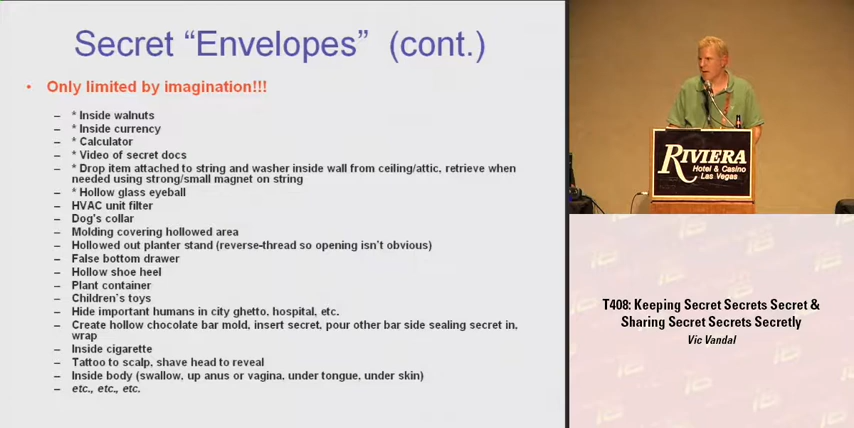 Secret “Envelopes” (cont.)
• Only limited by imagination!!!
– * Inside walnuts
– * Inside currency
– * Calculator
– * Video of secret docs
– * Drop item attached to string and washer inside wall from ceiling/attic, retrieve when
needed using strong/small magnet on string
– * Hollow glass eyeball
– HVAC unit filter
– Dog's collar
– Molding covering hollowed area
– Hollowed out planter stand (reverse-thread so opening isn't obvious)
– False bottom drawer
– Hollow shoe heel
– Plant container
– Children's toys
– Hide important humans in city ghetto, hospital, etc.
– Create hollow chocolate bar mold, insert secret, pour other bar side sealing secret in,
wrap
– Inside cigarette
– Tattoo to scalp, shave head to reveal
– Inside body (swallow, up anus or vagina, under tongue, under skin)
– etc., etc., etc.
RIVIERA
Hotel & Casino
Las Vegas
T408: Keeping Secret Secrets Secret &
Sharing Secret Secrets Secretly
Vic Vandal